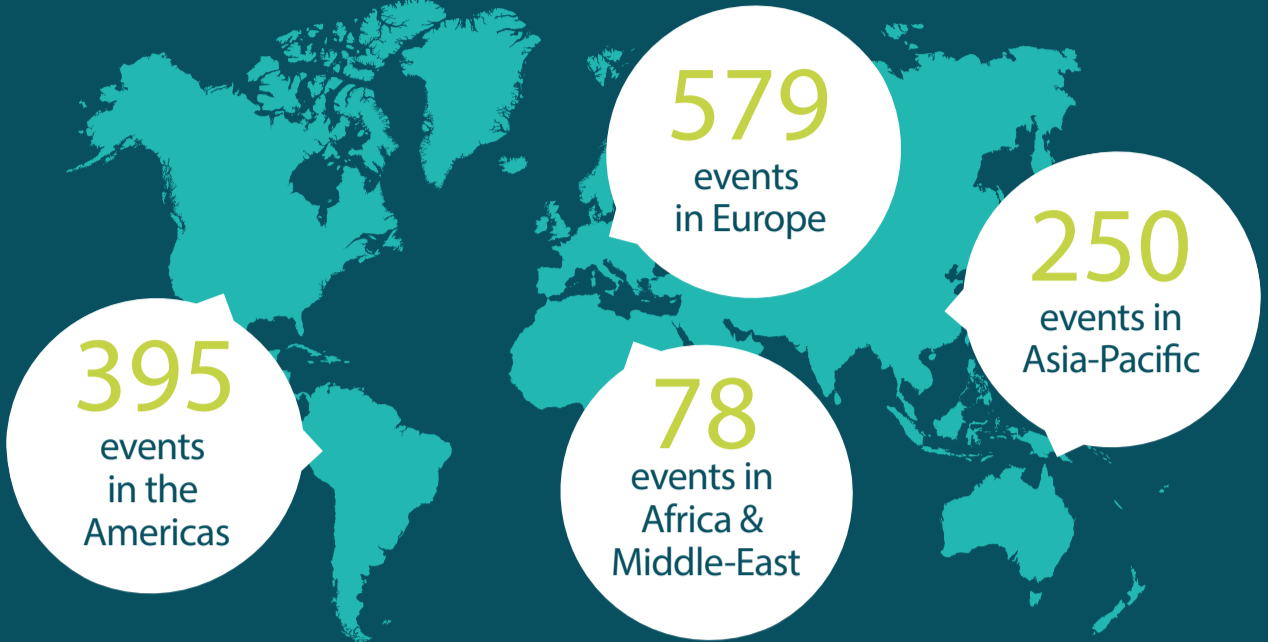 579
events
in Europe
250
events in
Asia-Pacific
395
events
in the
Americas
78
events in
Africa &
Middle-East